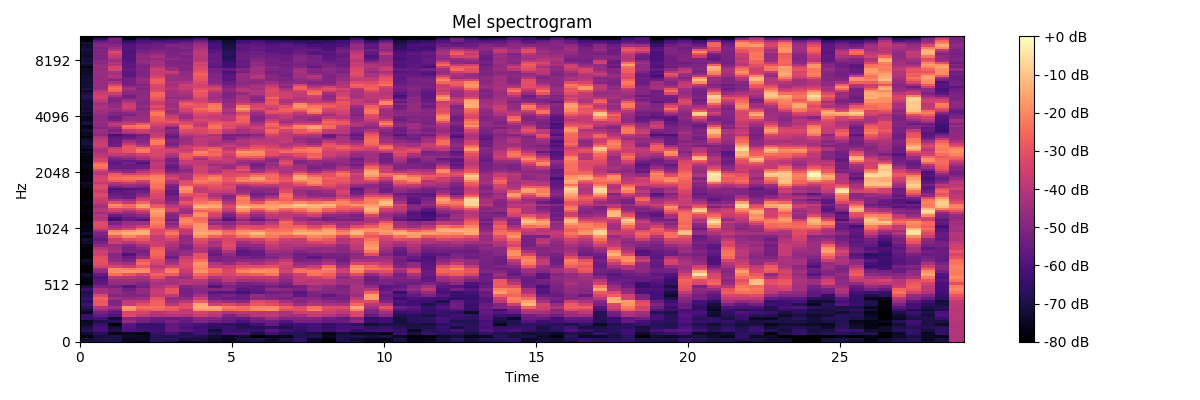 Mel spectrogram
+0 dB
8192
-10 dB
4096
-20 dB
-30 dB
2048
Hz
-40 dB
1024
-50 dB
-60 dB
512
-70 dB
0
-80 dB
0 5 10 15 20 25
Time